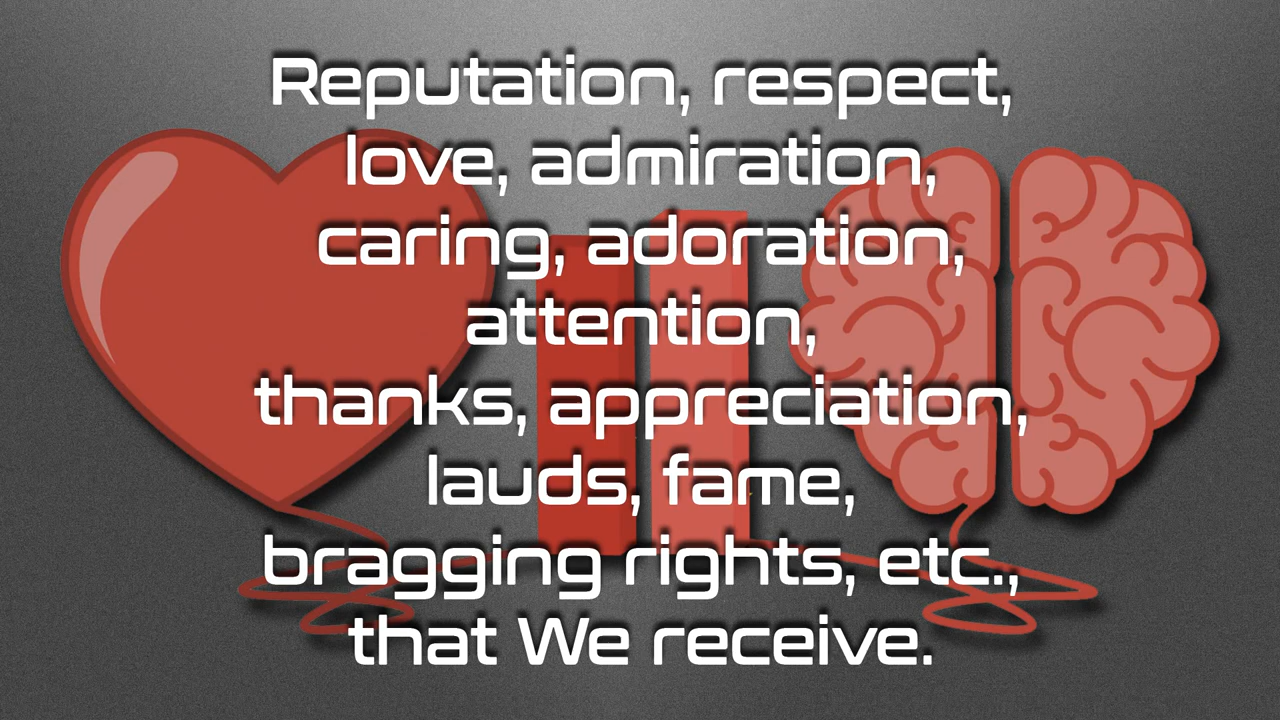 Reputation, respect,
love, admiration,
caring, adoration,
attention,
thanks, appreciation,
lauds, fame,
bragging rights, etc.,
that We receive.